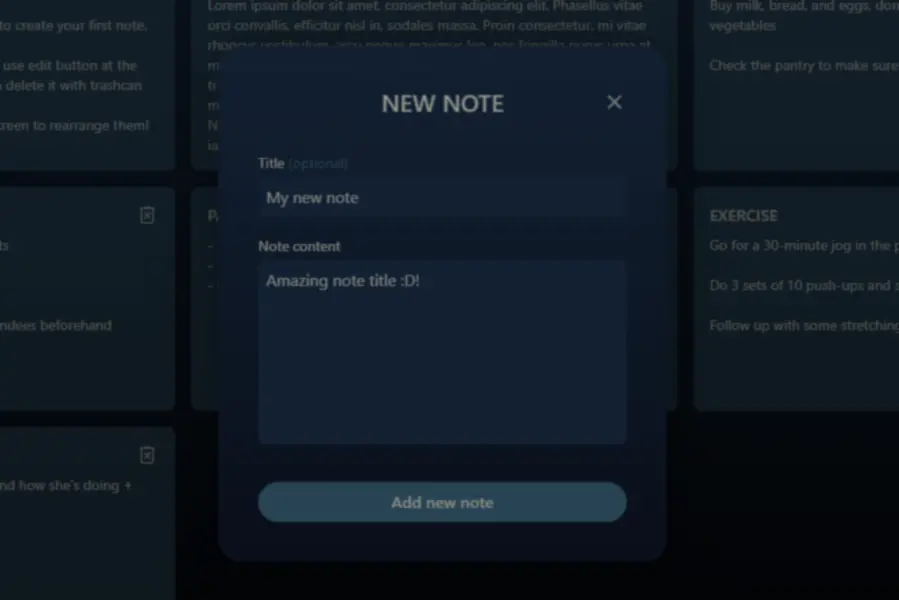 to create your first note.
use edit button at the
delete it with trashcan
creen to rearrange them!
Lorem ipsum dolor sit amet, consectetur adipiscing elit. Phasellus vitae
orci convallis, efficitur nisl in, sodales massa. Proin consectetur, mi vitae
Buy milk, bread, and eggs, don
vegetables
Check the pantry to make sure
NEW NOTE
Title (optional)
My new note
Note content
Amazing note title :D!
Add new note
ndees beforehand
EXERCISE
Go for a 30-minute jog in the p
Do 3 sets of 10 push-ups and s
Follow up with some stretching
nd how she's doing +